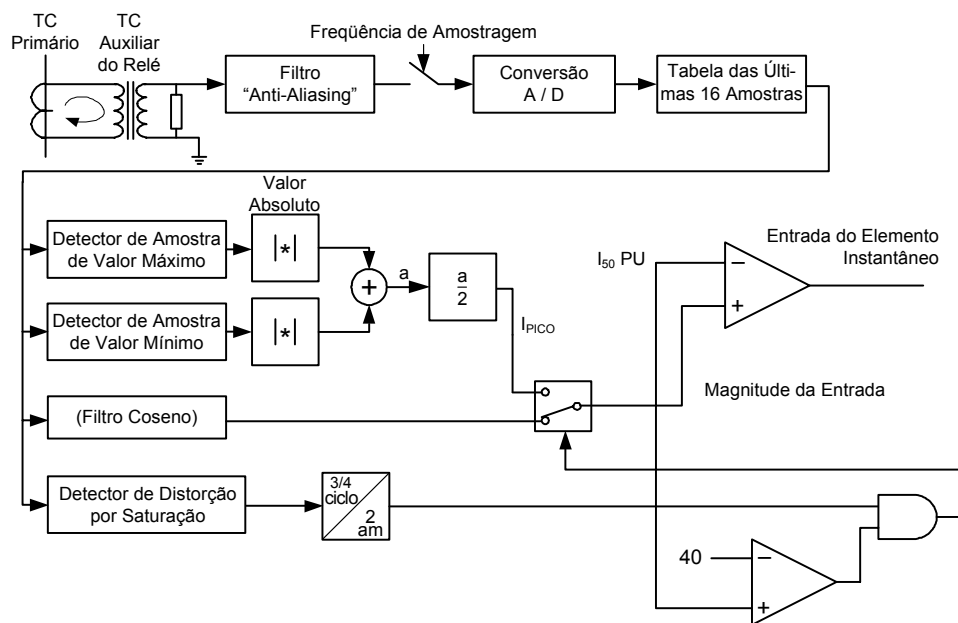 TC
Primário
TC
Auxiliar
do Relé
Freqüência de Amostragem
Filtro
“Anti-Aliasing”
Conversão
A / D
Tabela das Últi-
mas 16 Amostras
Valor
Absoluto
Detector de Amostra
de Valor Máximo
|*|
Detector de Amostra
de Valor Mínimo
|*|
+
a
a
2
I50 PU
−
+
Entrada do Elemento
Instantâneo
IPICO
Magnitude da Entrada
(Filtro Coseno)
Detector de Distorção
por Saturação
3/4
ciclo
2
am
40
−
+